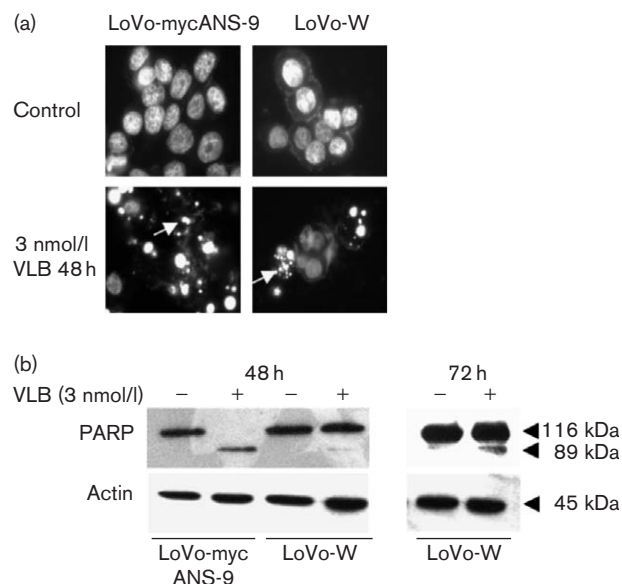 (a)
LoVo-mycANS-9 LoVo-W
Control
3 nmol/l
VLB 48 h
(b)
48 h 72 h
VLB (3 nmol/l) − + − + − +
PARP
116 kDa
89 kDa
Actin
45 kDa
LoVo-myc LoVo-W LoVo-W
ANS-9